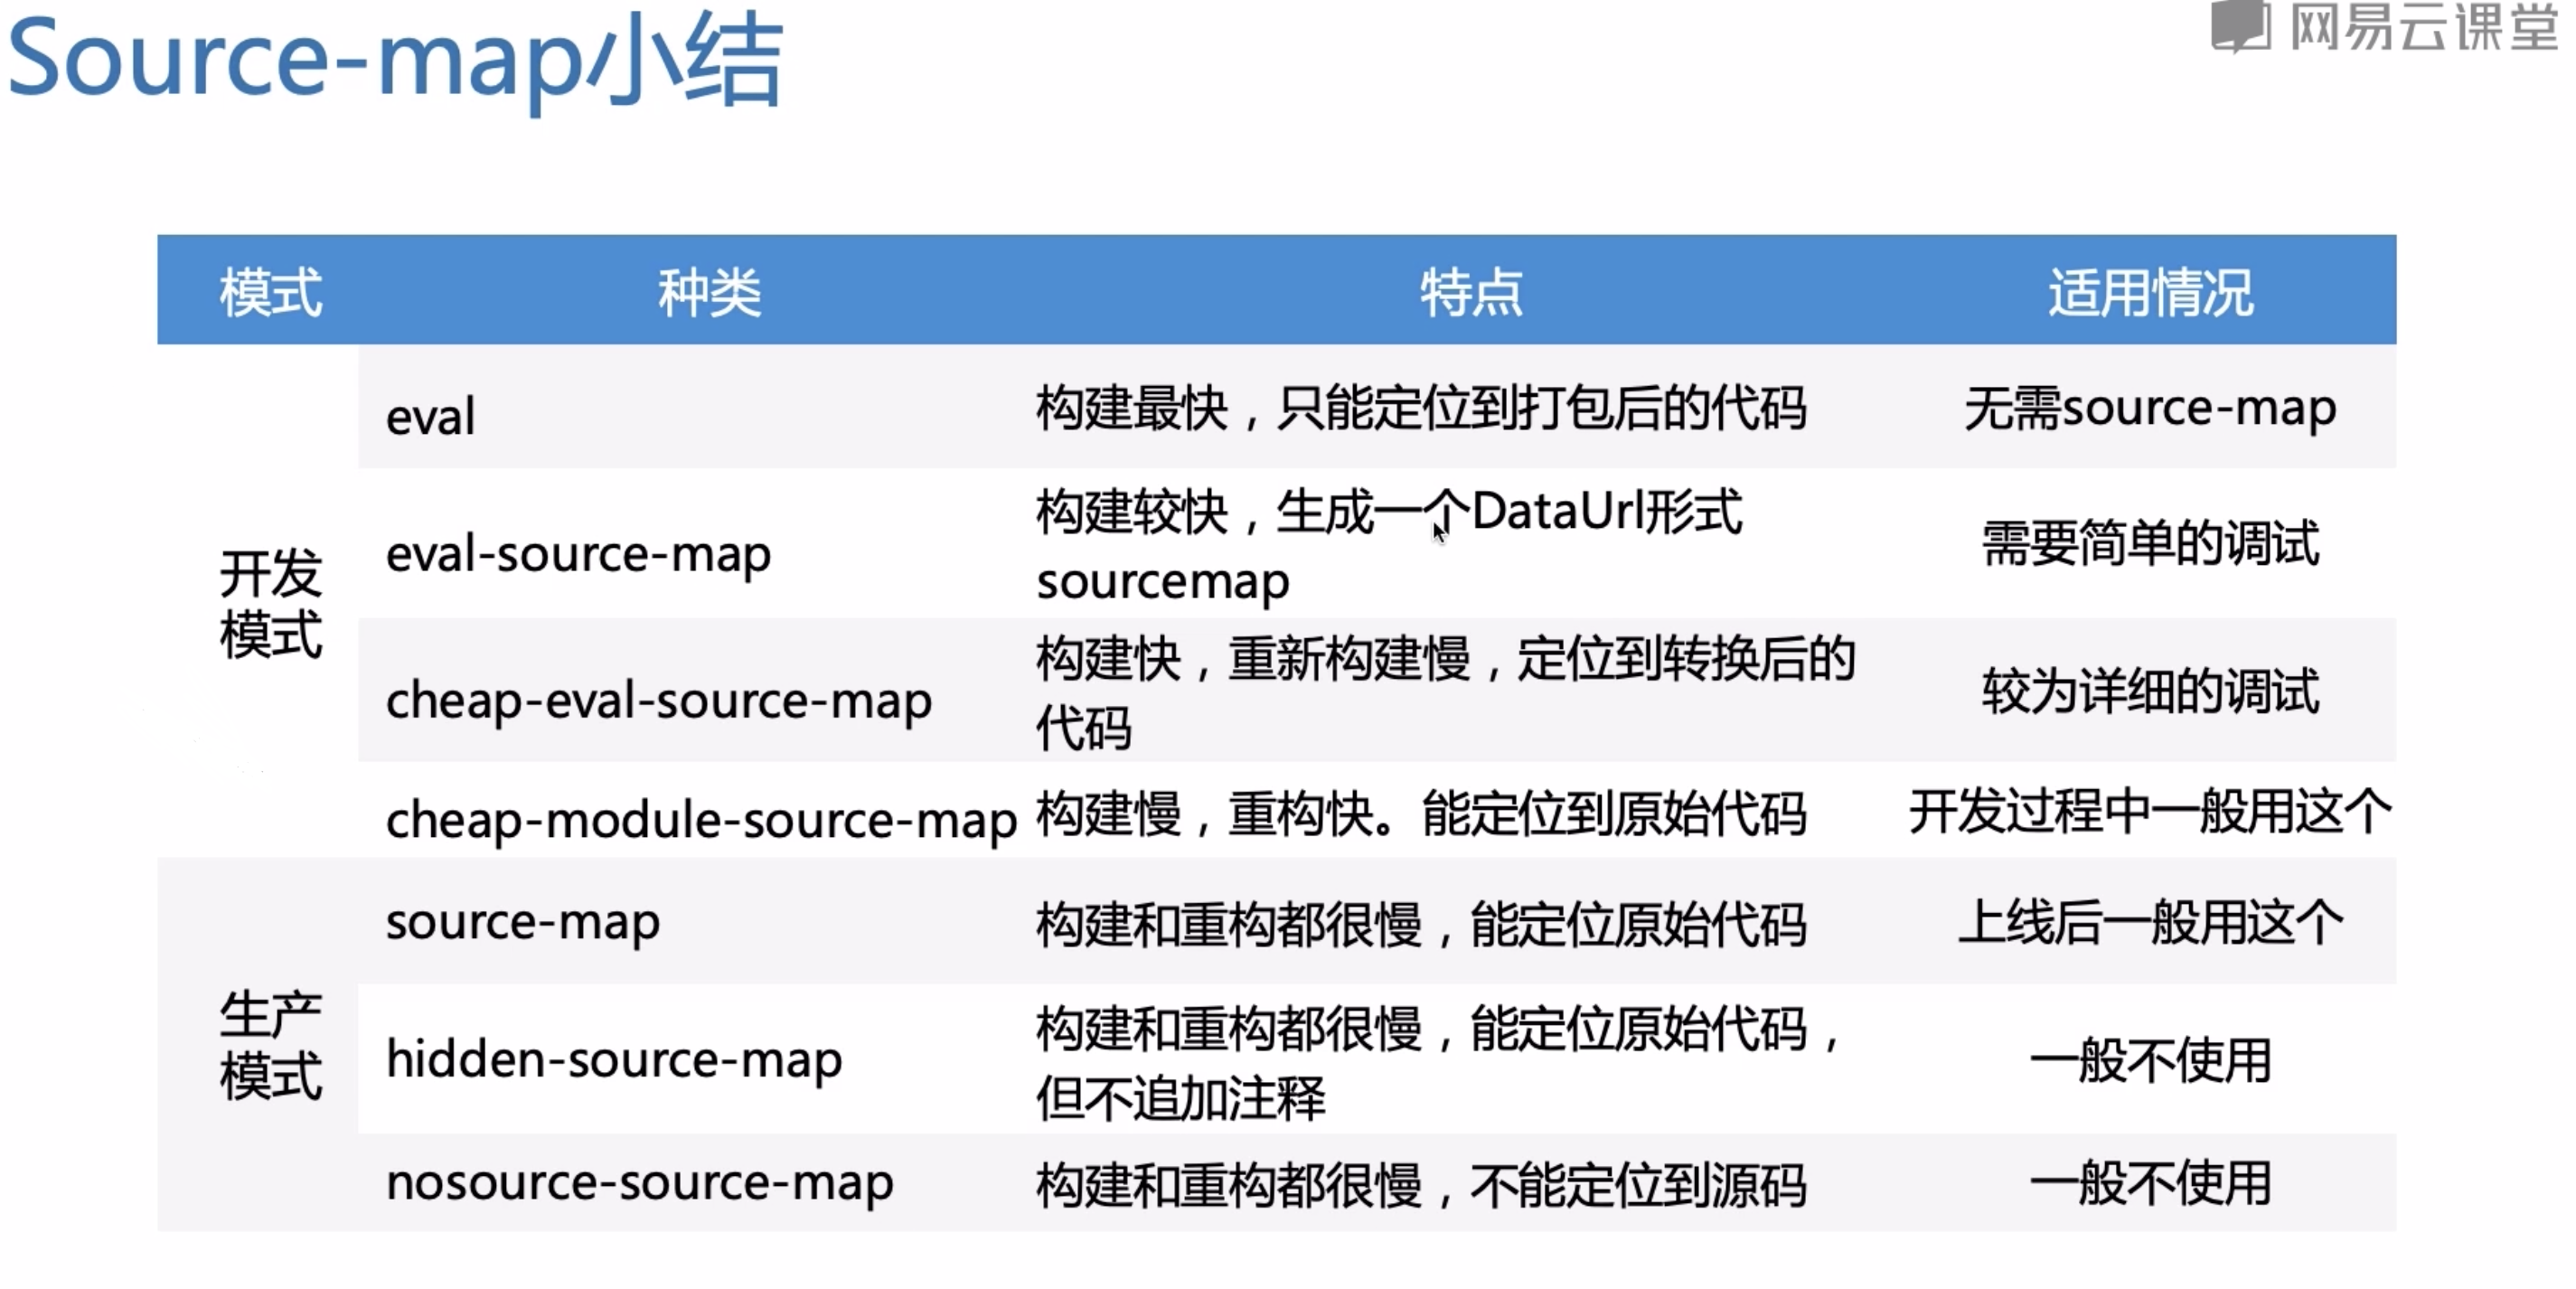 Source-map小结
网易云课堂
模式 种类 特点 适用情况
开发
模式
eval 构建最快，只能定位到打包后的代码 无需source-map
eval-source-map 构建较快，生成一个DataUrl形式
sourcemap 需要简单的调试
cheap-eval-source-map 构建快，重新构建慢，定位到转换后的
代码 较为详细的调试
cheap-module-source-map 构建慢，重构快。能定位到原始代码 开发过程中一般用这个
生产
模式
source-map 构建和重构都很慢，能定位原始代码 上线后一般用这个
hidden-source-map 构建和重构都很慢，能定位原始代码，
但不追加注释 一般不使用
nosource-source-map 构建和重构都很慢，不能定位到源码 一般不使用